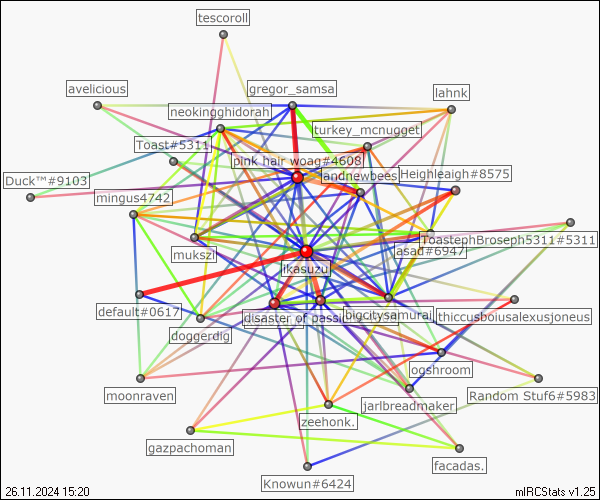 tescoroll
avelicious
gregor_samsa
lahnk
neokingghidorah
turkey_mcnugget
Toast#5311
pink hair woag#4608
Duck™#9103
andnewbees
Heighleaigh#8575
mingus4742
ToastephBroseph5311#5311
mukszi
asad#6947
ikasuzu
default#0617
disaster of passi
bigcitysamurai
thiccusbousalexusjoneus
doggerdig
ogshroom
moonraven
Random Stuf6#5983
jarlbreadmaker
zeehonk.
gazpachoman
facadas.
Knowun#6424
26.11.2024 15:20
mIRCStats v1.25